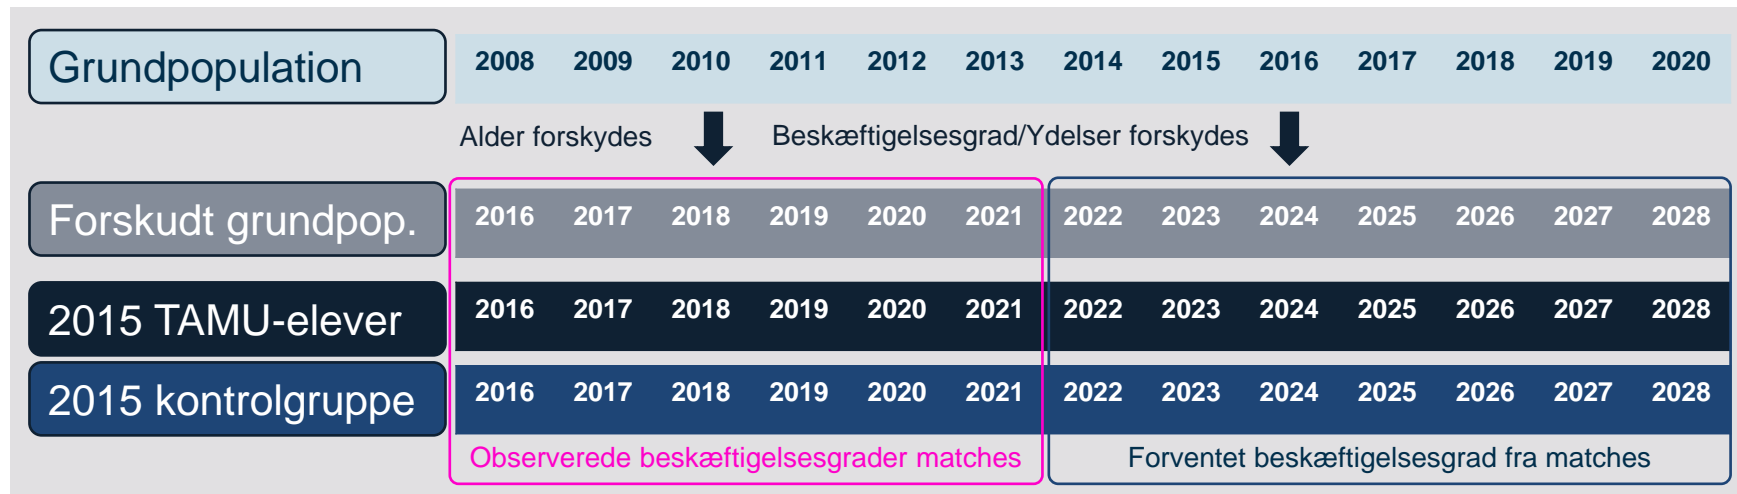 Grundpopulation 2008 2009 2010 2011 2012 2013 2014 2015 2016 2017 2018 2019 2020
Alder forskydes Beskæftigelsesgrad/Ydelser forskydes
Forskudt grundpop. 2016 2017 2018 2019 2020 2021 2022 2023 2024 2025 2026 2027 2028
2015 TAMU-elever 2016 2017 2018 2019 2020 2021 2022 2023 2024 2025 2026 2027 2028
2015 kontrolgruppe 2016 2017 2018 2019 2020 2021 2022 2023 2024 2025 2026 2027 2028
Observerede beskæftigelsesgrader matches Forventet beskæftigelsesgrad fra matches